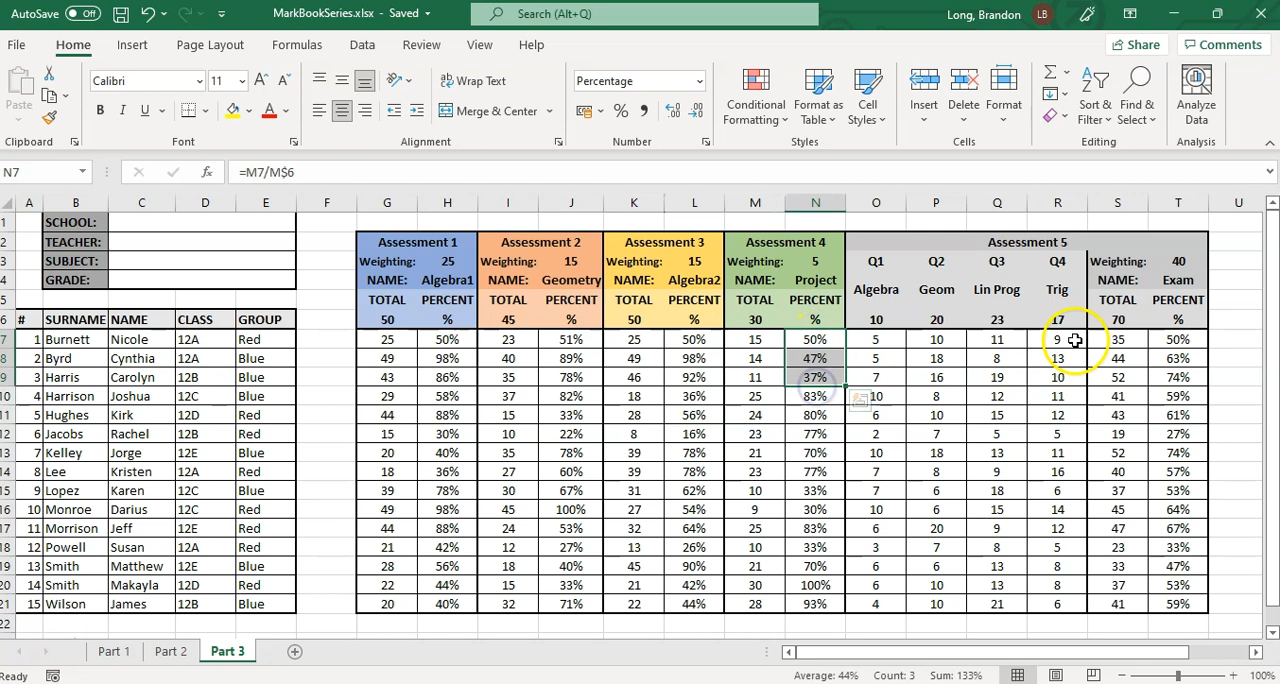 AutoSave Off MarkBookSeries.xlsx - Saved Search (Alt+Q) Long, Brandon LB
File Home Insert Page Layout Formulas Data Review View Help Share Comments
Paste Calibri 11 A A Wrap Text Percentage Conditional Formatting Format as Table Cell Styles Insert Delete Format Sort & Filter Find & Select Analyze Data
B I U A Merge & Center % ,
Clipboard Font Alignment Number Styles Cells Editing Analysis
N7 fx =M7/M$6
A B C D E F G H I J K L M N O P Q R S T U
1 SCHOOL:
2 TEACHER: Assessment 1 Assessment 2 Assessment 3 Assessment 4 Assessment 5
3 SUBJECT: Weighting: 25 Weighting: 15 Weighting: 15 Weighting: 5 Q1 Q2 Q3 Q4 Weighting: 40
4 GRADE: NAME: Algebra1 NAME: Geometry NAME: Algebra2 NAME: Project Algebra Geom Lin Prog Trig NAME: Exam
5 TOTAL PERCENT TOTAL PERCENT TOTAL PERCENT TOTAL PERCENT TOTAL PERCENT
6 # SURNAME NAME CLASS GROUP 50 % 45 % 50 % 30 % 10 20 23 17 70 %
7 1 Burnett Nicole 12A Red 25 50% 23 51% 25 50% 15 50% 5 10 11 9 35 50%
8 2 Byrd Cynthia 12A Blue 49 98% 40 89% 49 98% 14 47% 5 18 8 13 44 63%
9 3 Harris Carolyn 12B Blue 43 86% 35 78% 46 92% 11 37% 7 16 19 10 52 74%
10 4 Harrison Joshua 12C Blue 29 58% 37 82% 18 36% 25 83% 10 8 12 11 41 59%
11 5 Hughes Kirk 12D Red 44 88% 15 33% 28 56% 24 80% 6 10 15 12 43 61%
12 6 Jacobs Rachel 12B Red 15 30% 10 22% 8 16% 23 77% 2 7 5 5 19 27%
13 7 Kelley Jorge 12E Blue 20 40% 35 78% 39 78% 21 70% 10 18 13 11 52 74%
14 8 Lee Kristen 12A Red 18 36% 27 60% 39 78% 23 77% 7 8 9 16 40 57%
15 9 Lopez Karen 12C Blue 39 78% 30 67% 31 62% 10 33% 7 6 18 6 37 53%
16 10 Monroe Darius 12C Red 49 98% 45 100% 27 54% 9 30% 10 6 15 14 45 64%
17 11 Morrison Jeff 12E Red 44 88% 24 53% 32 64% 25 83% 6 20 9 12 47 67%
18 12 Powell Susan 12A Red 21 42% 12 27% 13 26% 10 33% 3 7 8 5 23 33%
19 13 Smith Matthew 12E Blue 28 56% 18 40% 45 90% 21 70% 6 6 13 8 33 47%
20 14 Smith Makayla 12D Red 22 44% 15 33% 21 42% 30 100% 6 10 13 8 37 53%
21 15 Wilson James 12B Blue 20 40% 32 71% 22 44% 28 93% 4 10 21 6 41 59%
22
Part 1 Part 2 Part 3
Ready Average: 44% Count: 3 Sum: 133% 100%